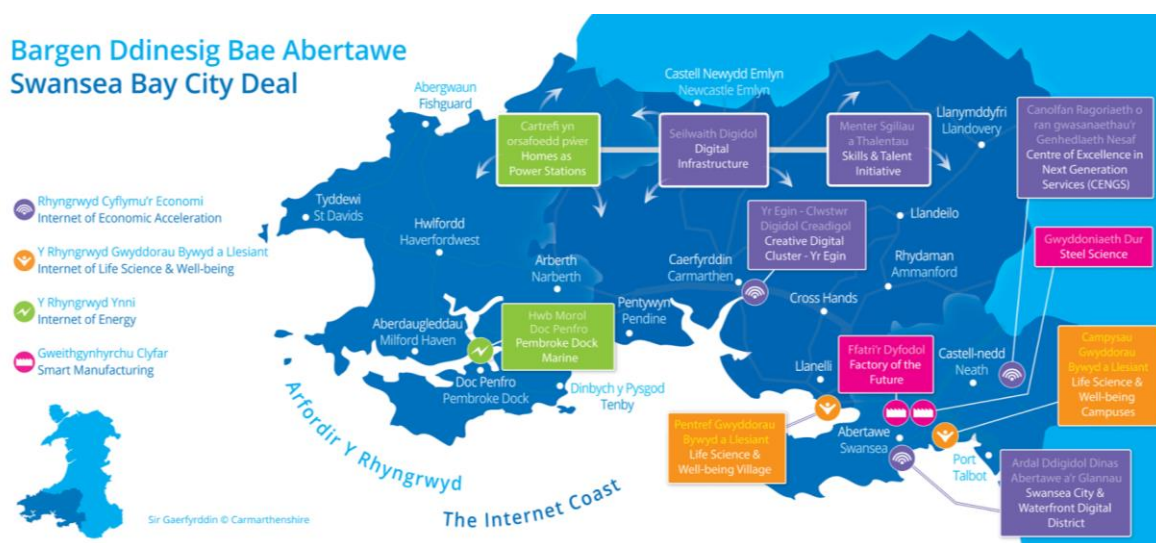 Bargen Ddinesig Bae Abertawe
Swansea Bay City Deal
Rhyngrwyd Cyflymu'r Economi
Internet of Economic Acceleration
Y Rhyngrwyd Gwyddorau Bywyd a Llesiant
Internet of Life Science & Well-being
Y Rhyngrwyd Ynni
Internet of Energy
Gweithgynhyrchu Clyfar
Smart Manufacturing
Sir Gaerfyrddin © Carmarthenshire
Abergwaun
Fishguard
Castell Newydd Emlyn
Newcastle Emlyn
Llanymddyfri
Llandovery
Cartrefi yn
orsafoedd pŵer
Homes as
Power Stations
Seilwaith Digidol
Digital
Infrastructure
Menter Sgiliau
a Thalentau
Skills & Talent
Initiative
Canolfan Ragoriaeth o
ran gwasanaethau'r
Genhedlaeth Nesaf
Centre of Excellence in
Next Generation
Services (CENGS)
Tyddewi
St Davids
Hwlfordd
Haverfordwest
Arberth
Narberth
Caerfyrddin
Carmarthen
Yr Egin - Clwstwr
Digidol Creadigol
Creative Digital
Cluster - Yr Egin
Llandeilo
Rhydaman
Ammanford
Gwyddoniaeth Dur
Steel Science
Cross Hands
Pentywyn
Pendine
Aberdaugleddau
Milford Haven
Hwb Morol
Doc Penfro
Pembroke Dock
Marine
Doc Penfro
Pembroke Dock
Dinbych y Pysgod
Tenby
Llanelli
Ffatri'r Dyfodol
Factory of the
Future
Castell-nedd
Neath
Campysau
Gwyddorau
Bywyd a Llesiant
Life Science &
Well-being
Campuses
Pentref Gwyddorau
Bywyd a Llesiant
Life Science &
Well-being Village
Abertawe
Swansea
Port
Talbot
Ardal Ddigidol Dinas
Abertawe a'r Glannau
Swansea City &
Waterfront Digital
District
Arfordir Y Rhyngrwyd
The Internet Coast